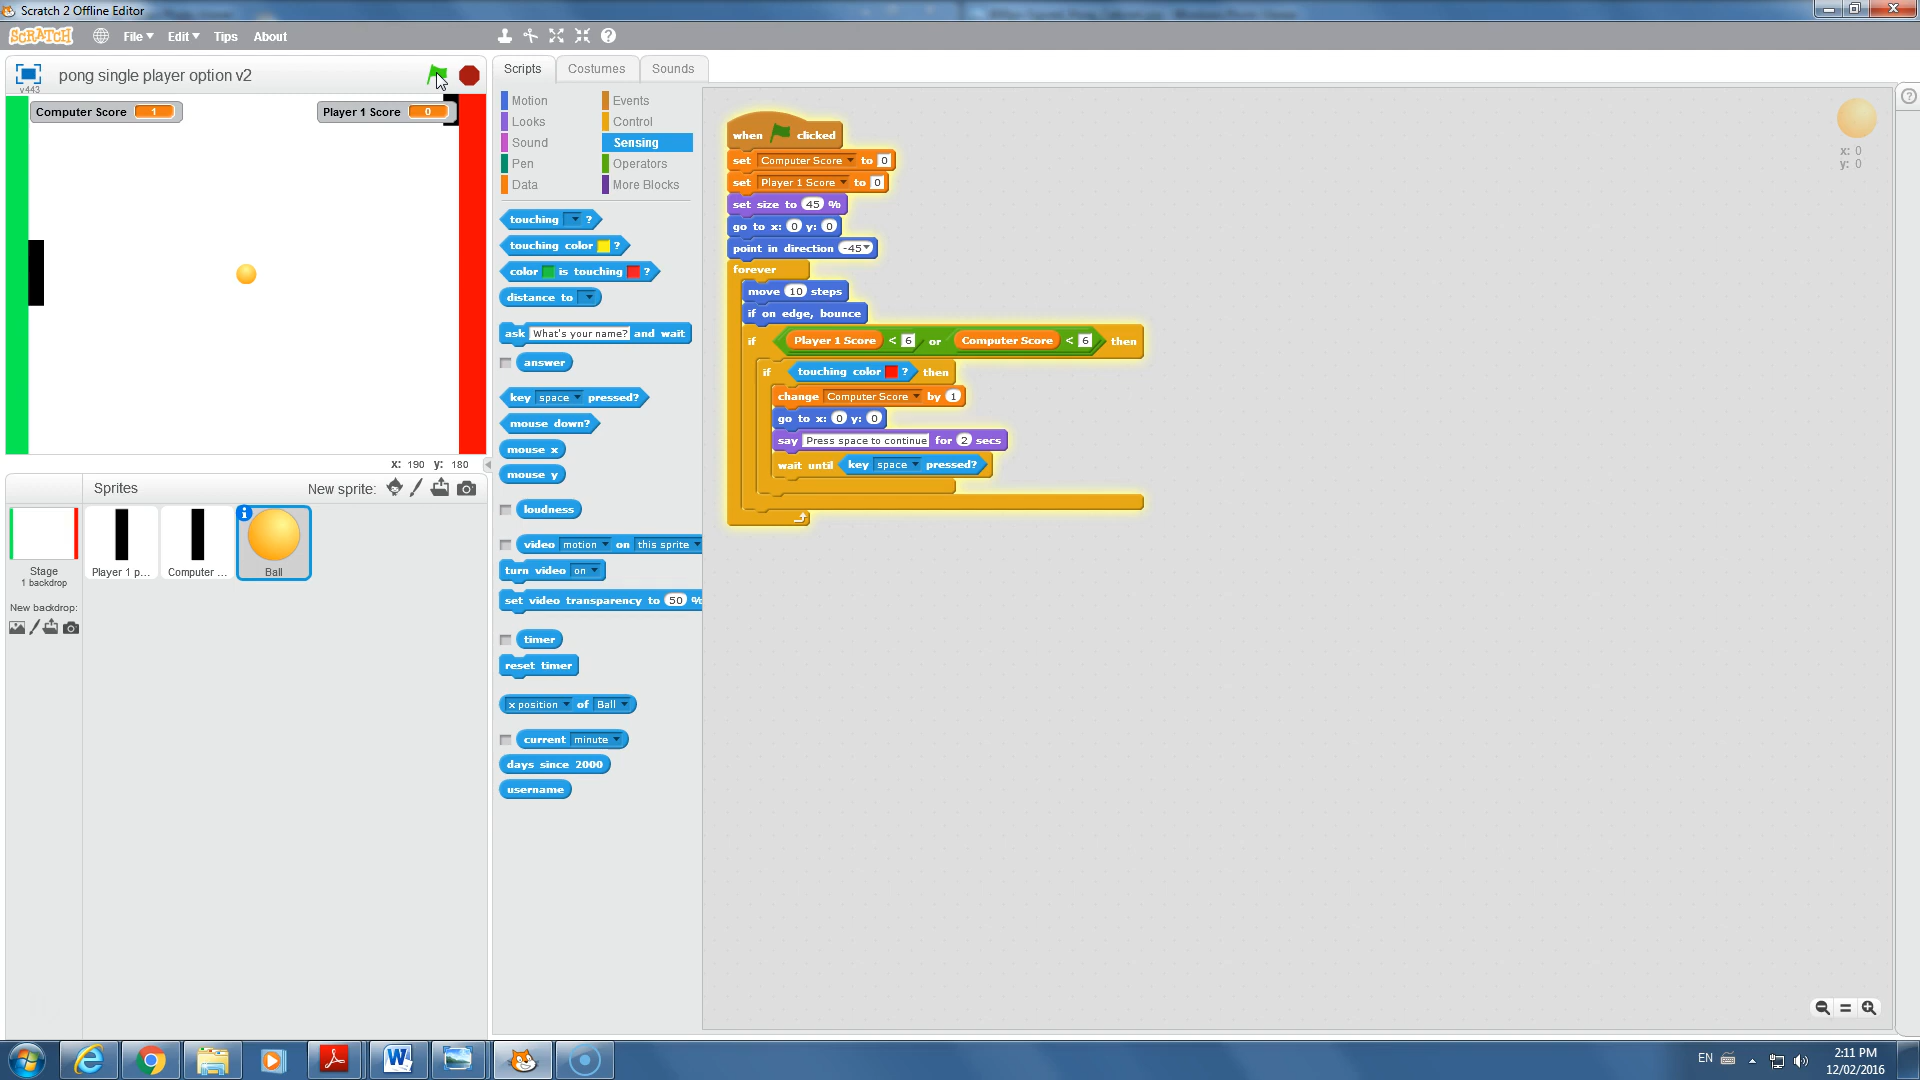 Scratch 2 Offline Editor
SCRATCH File Edit Tips About
v443 pong single player option v2
Computer Score 1 Player 1 Score 0
x: 190 y: 180
Sprites New sprite:
Stage
1 backdrop
New backdrop:
Player 1 p...
Computer ...
Ball
Scripts Costumes Sounds
Motion Events
Looks Control
Sound Sensing
Pen Operators
Data More Blocks
touching ?
touching color ?
color is touching ?
distance to
ask What's your name? and wait
answer
key space pressed?
mouse down?
mouse x
mouse y
loudness
video motion on this sprite
turn video on
set video transparency to 50 %
timer
reset timer
x position of Ball
current minute
days since 2000
username
when clicked
set Computer Score to 0
set Player 1 Score to 0
set size to 45 %
go to x: 0 y: 0
point in direction -45
forever
move 10 steps
if on edge, bounce
if Player 1 Score < 6 or Computer Score < 6 then
if touching color ? then
change Computer Score by 1
go to x: 0 y: 0
say Press space to continue for 2 secs
wait until key space pressed?
x: 0
y: 0
EN
2:11 PM
12/02/2016